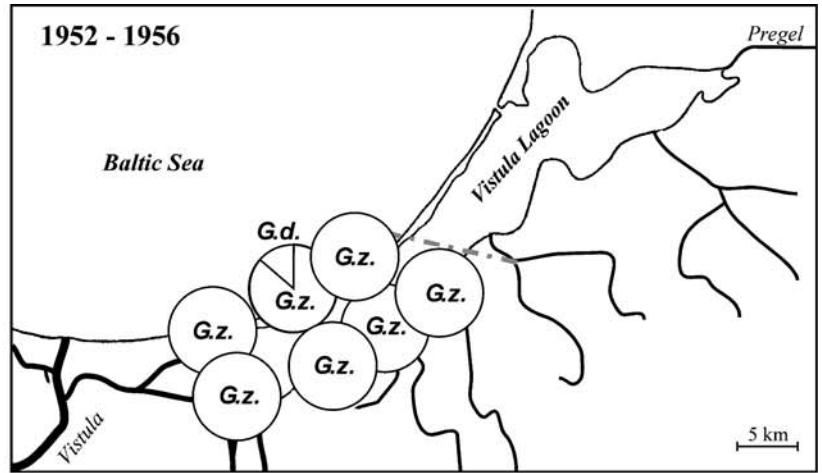 1952 - 1956
Pregel
Baltic Sea
Vistula Lagoon
G.d.
G.z.
G.z.
G.z.
G.z.
G.z.
G.z.
G.z.
5 km
Vistula